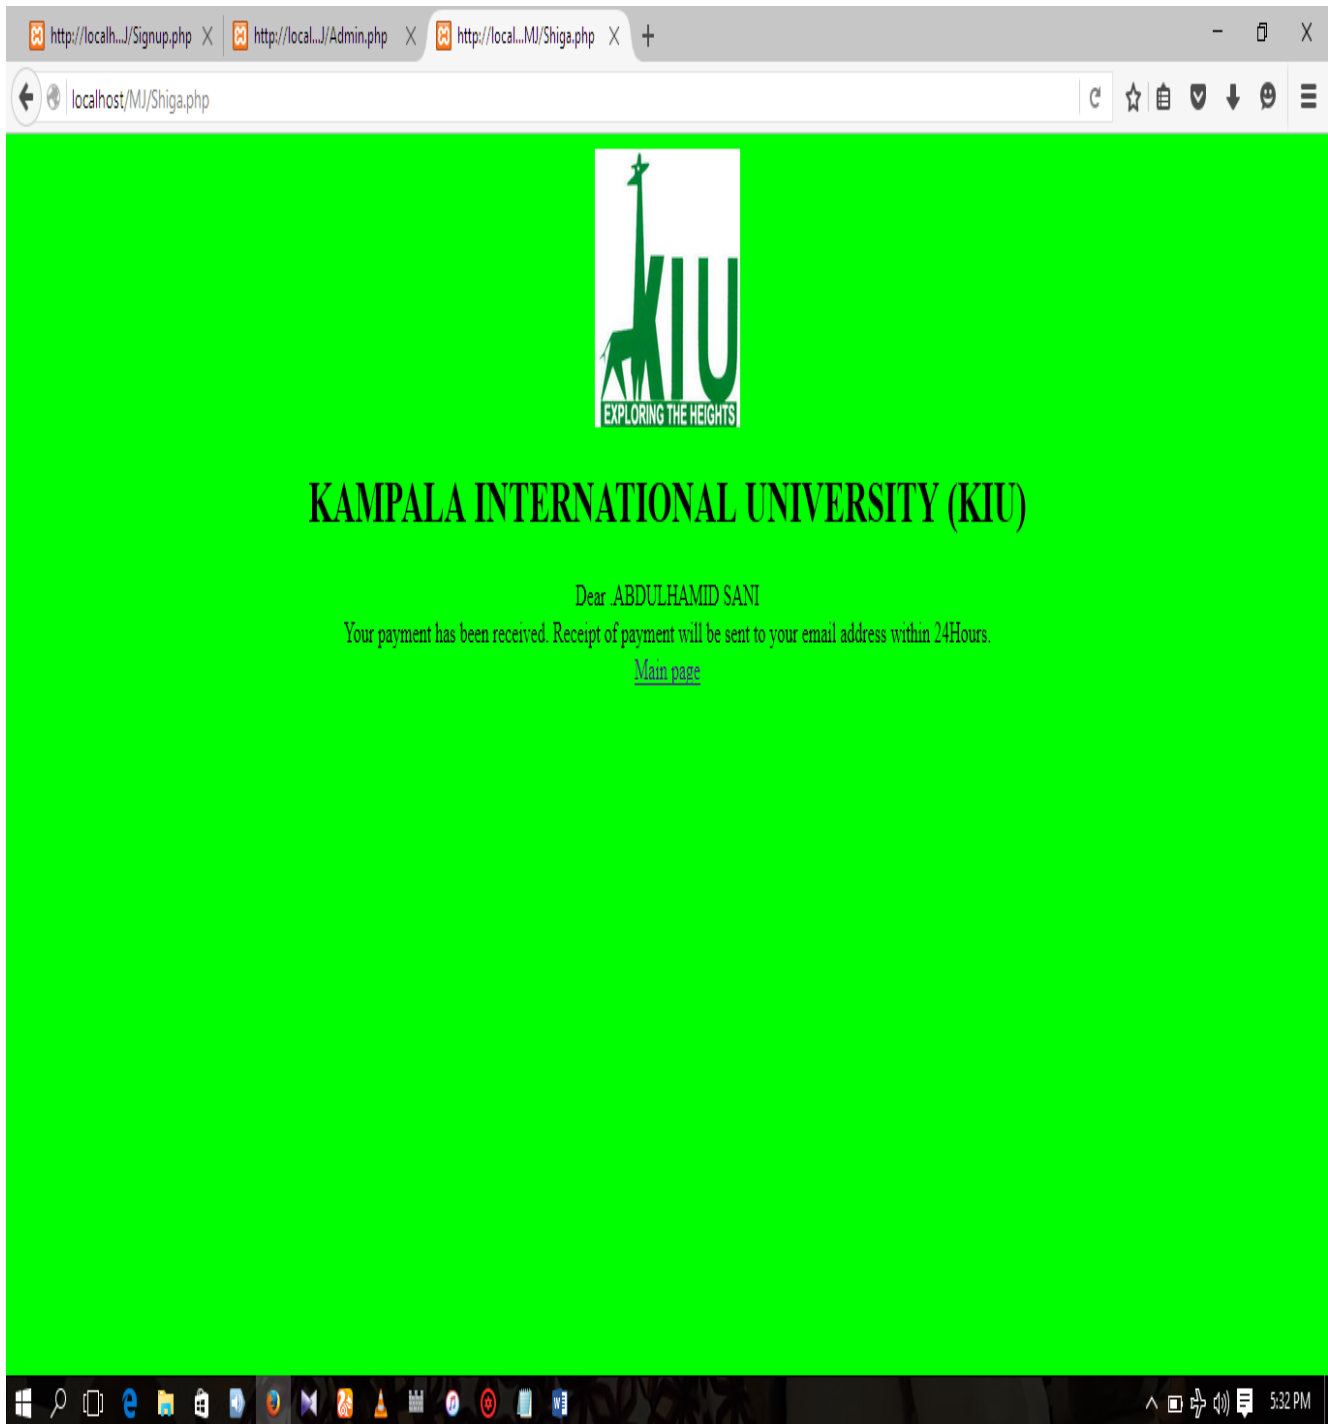 http://localh...J/Signup.php
http://local...J/Admin.php
http://local...MJ/Shiga.php
localhost/MJ/Shiga.php
KIU
EXPLORING THE HEIGHTS
KAMPALA INTERNATIONAL UNIVERSITY (KIU)
Dear .ABDULHAMID SANI
Your payment has been received. Receipt of payment will be sent to your email address within 24Hours.
Main page
5:32 PM